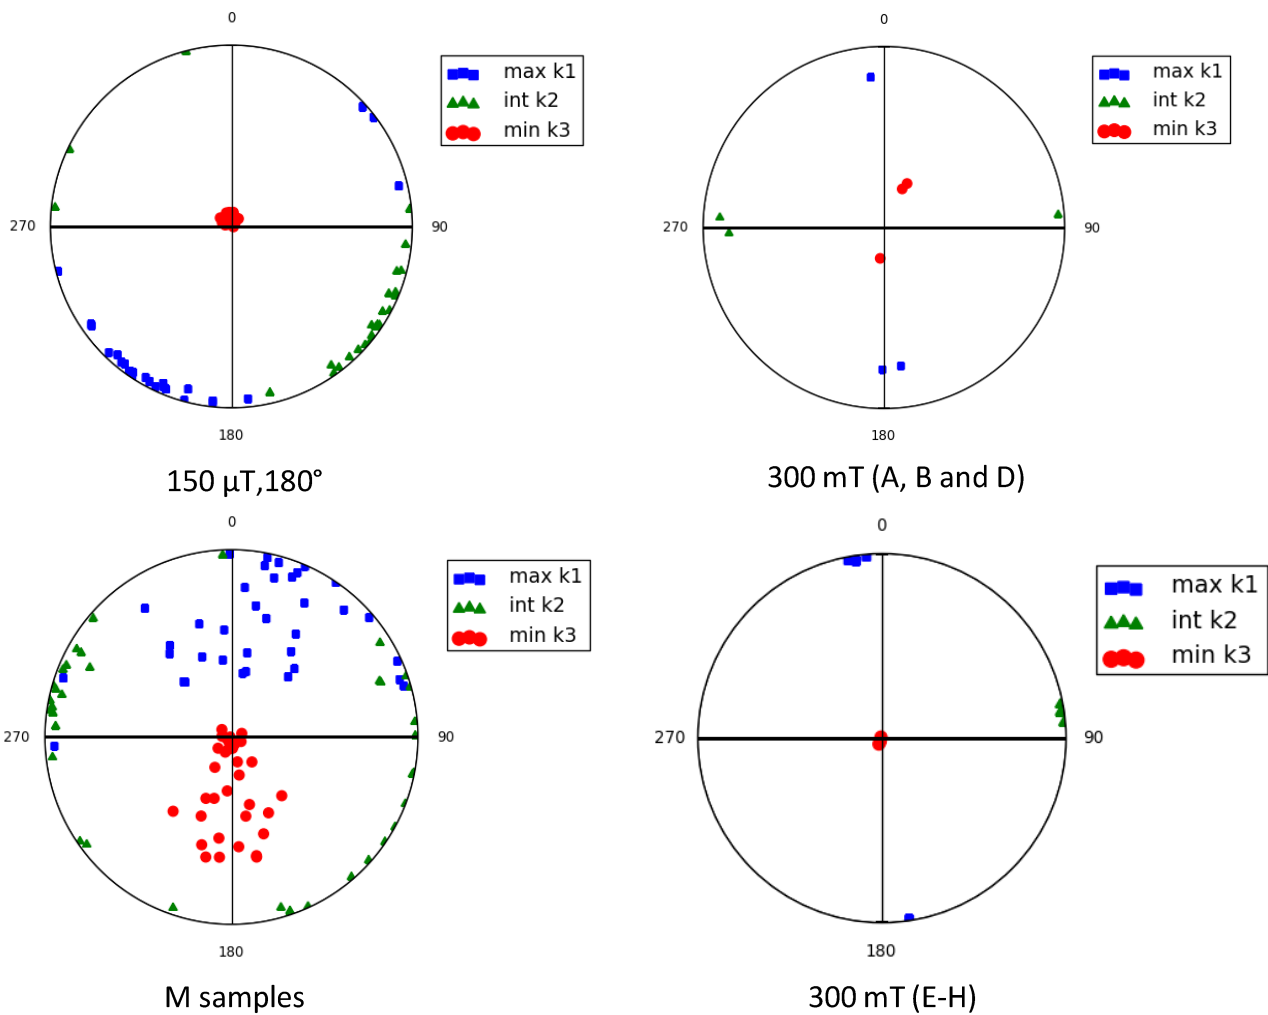 0
270
90
180
max k1
int k2
min k3
150 µT,180°
0
270
90
180
max k1
int k2
min k3
300 mT (A, B and D)
0
270
90
180
max k1
int k2
min k3
M samples
0
270
90
180
max k1
int k2
min k3
300 mT (E-H)